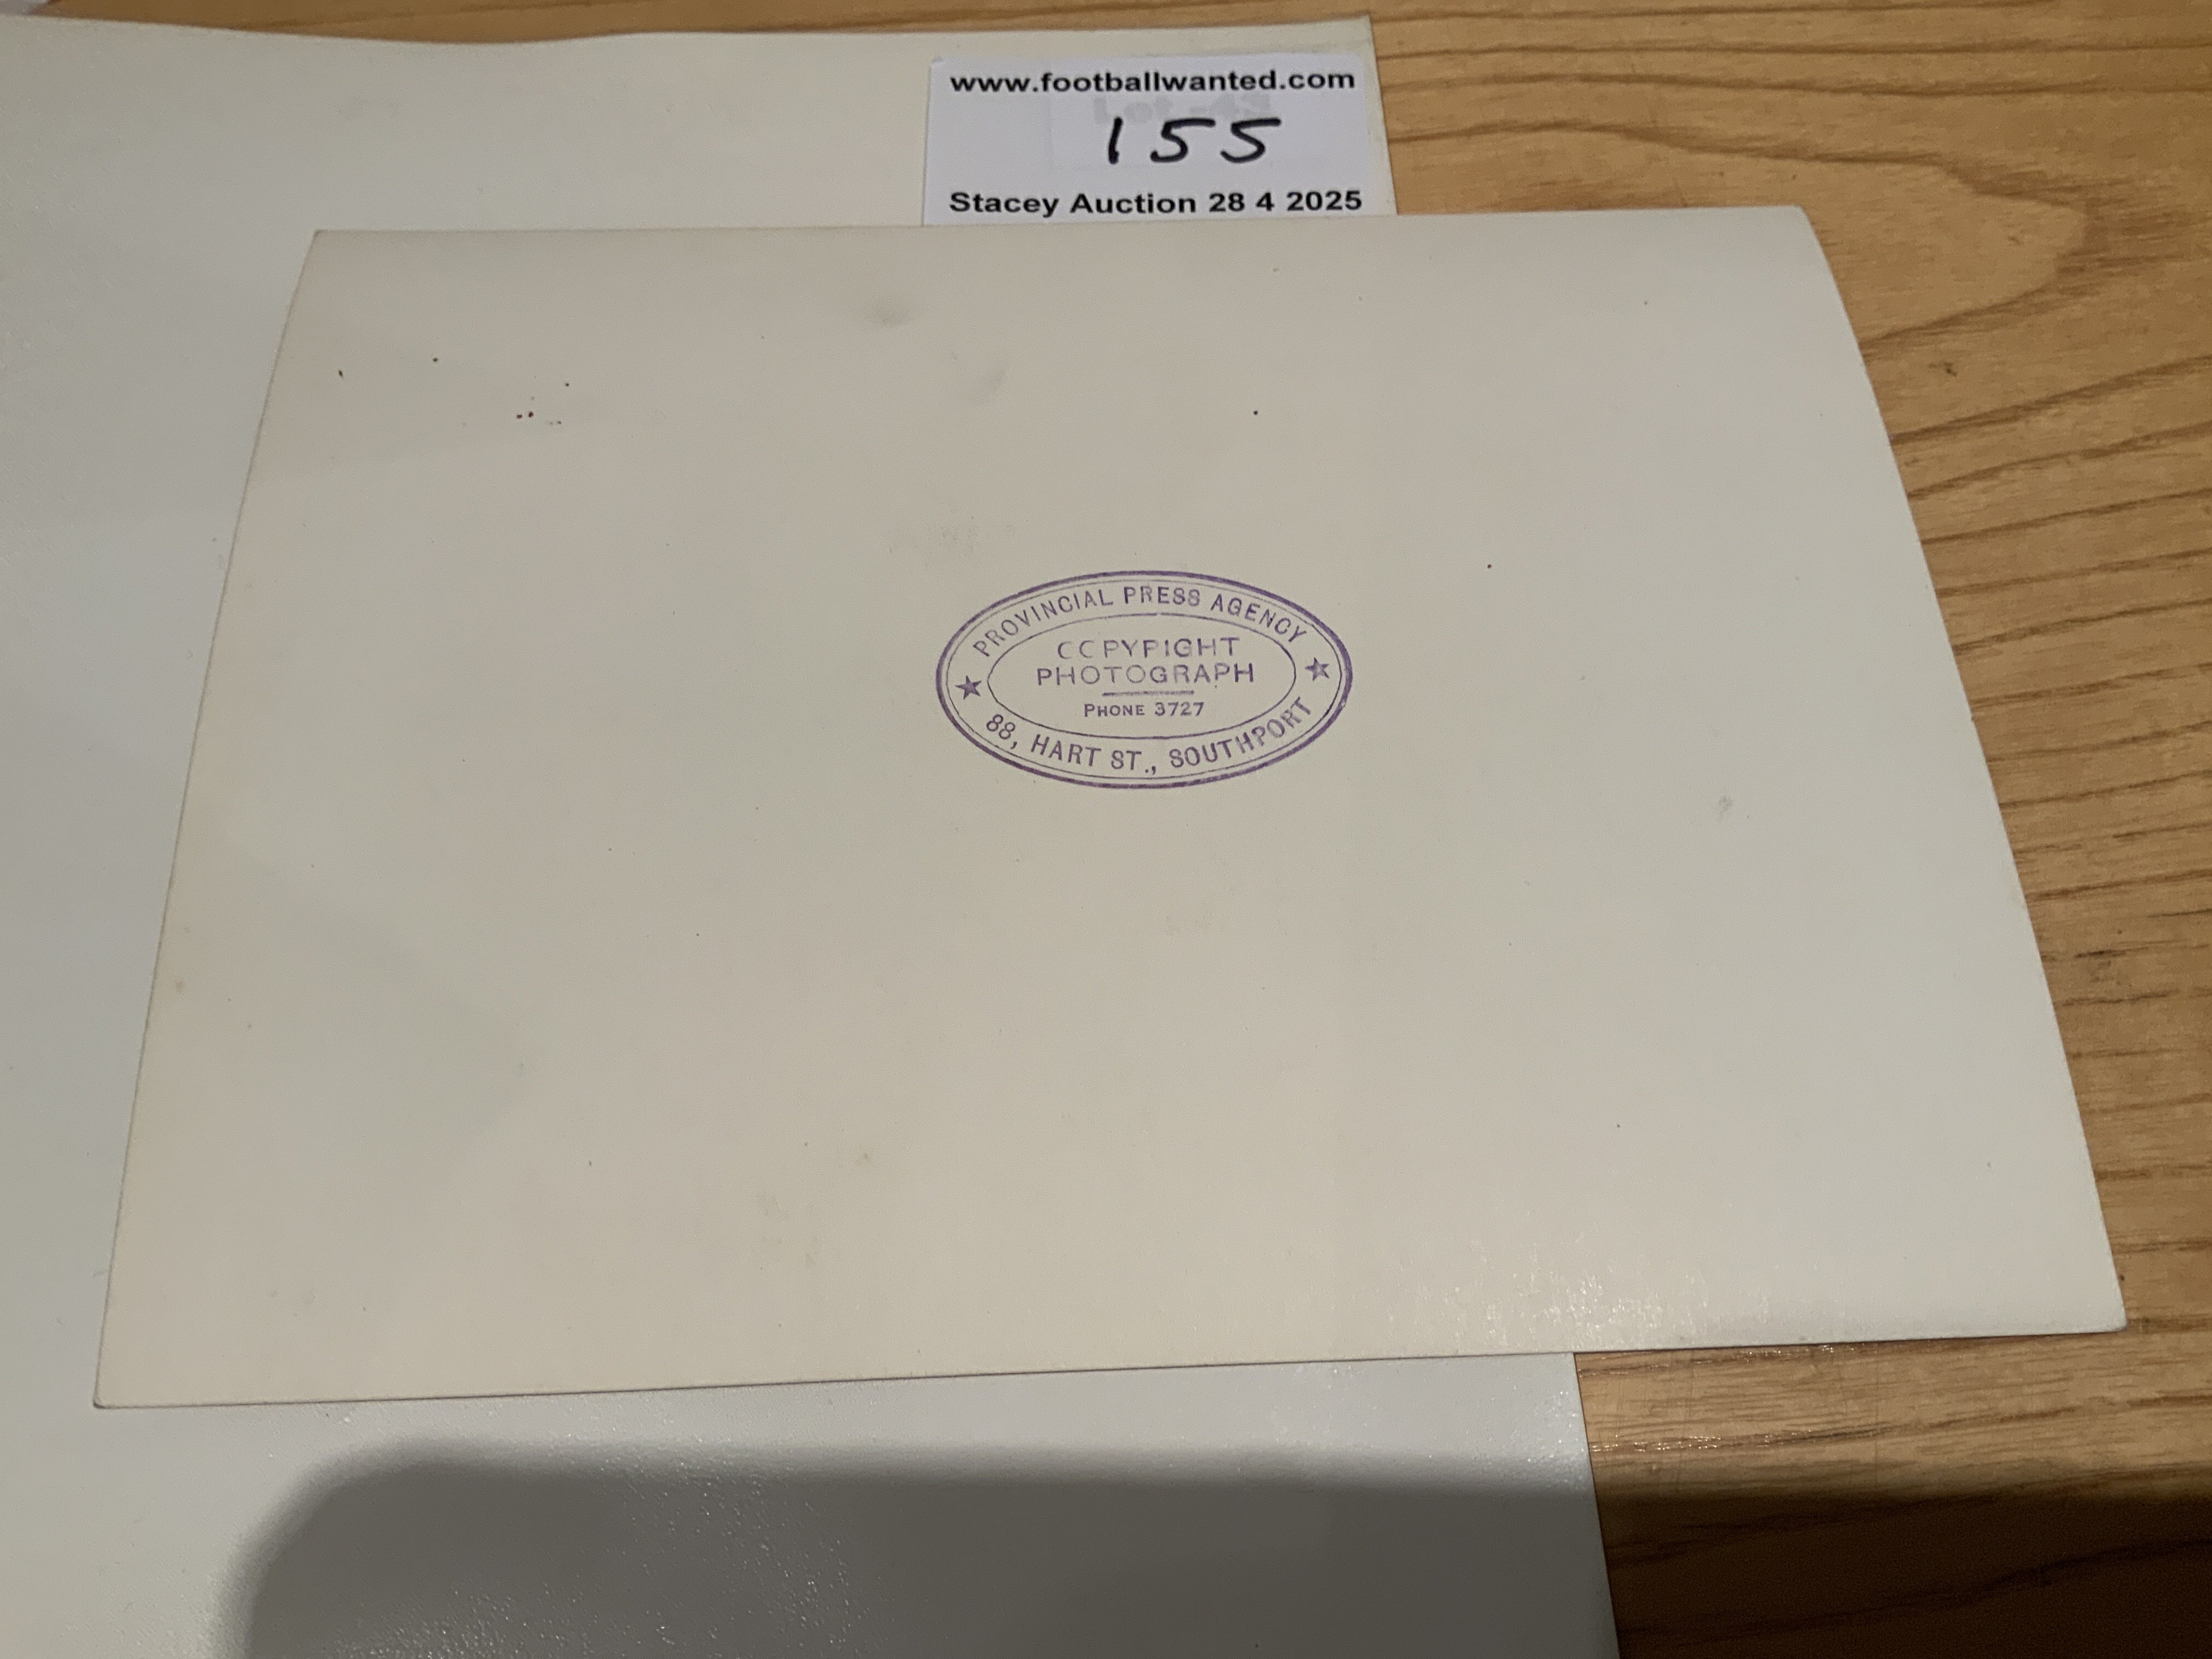 www.footballwanted.com
155
Stacey Auction 28 4 2025
PROVINCIAL PRESS AGENCY
COPYRIGHT
PHOTOGRAPH
PHONE 3727
88, HART ST., SOUTHPORT